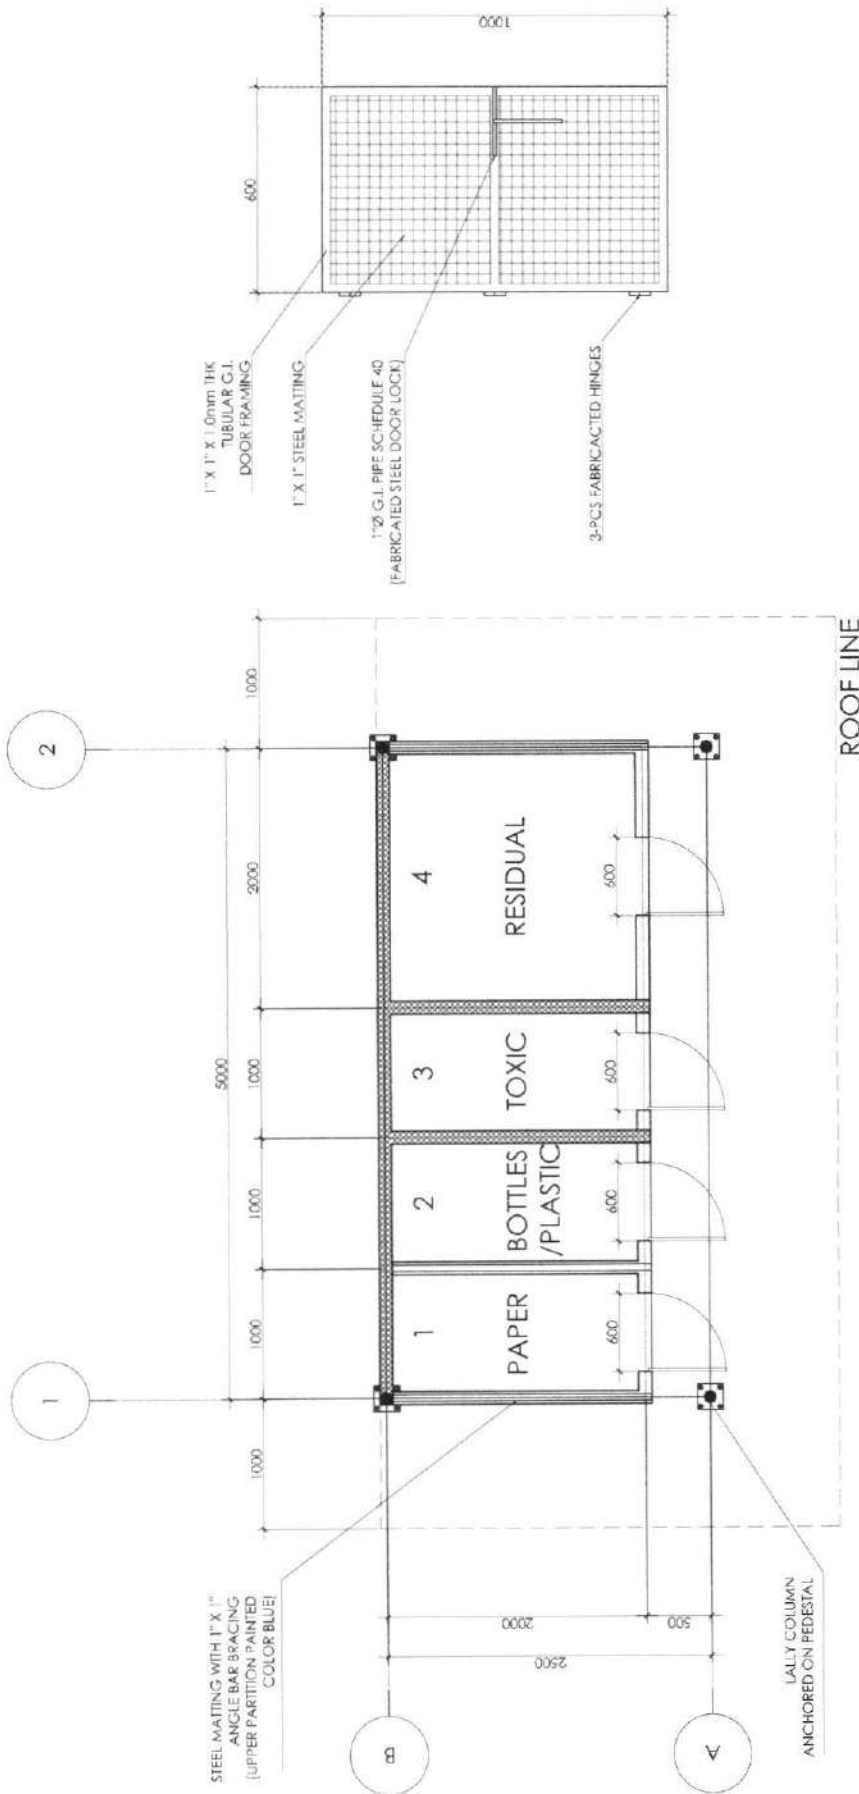 2
1
1000
5000
2000
1000
1000
1000
1000
4
RESIDUAL
600
3
TOXIC
600
2
BOTTLES
/PLASTIC
600
1
PAPER
600
ROOF LINE
STEEL MATTING WITH 1" X 1"
ANGLE BAR BRACING
(UPPER PARTITION PAINTED
COLOR BLUE)
B
A
2000
500
2500
LALLY COLUMN
ANCHORED ON PEDESTAL
600
1000
1" X 1" X 1.0mm THK
TUBULAR G.I.
DOOR FRAMING
1" X 1" STEEL MATTING
1"Ø G.I. PIPE SCHEDULE 40
(FABRICATED STEEL DOOR LOCK)
3-PCS FABRICACTED HINGES